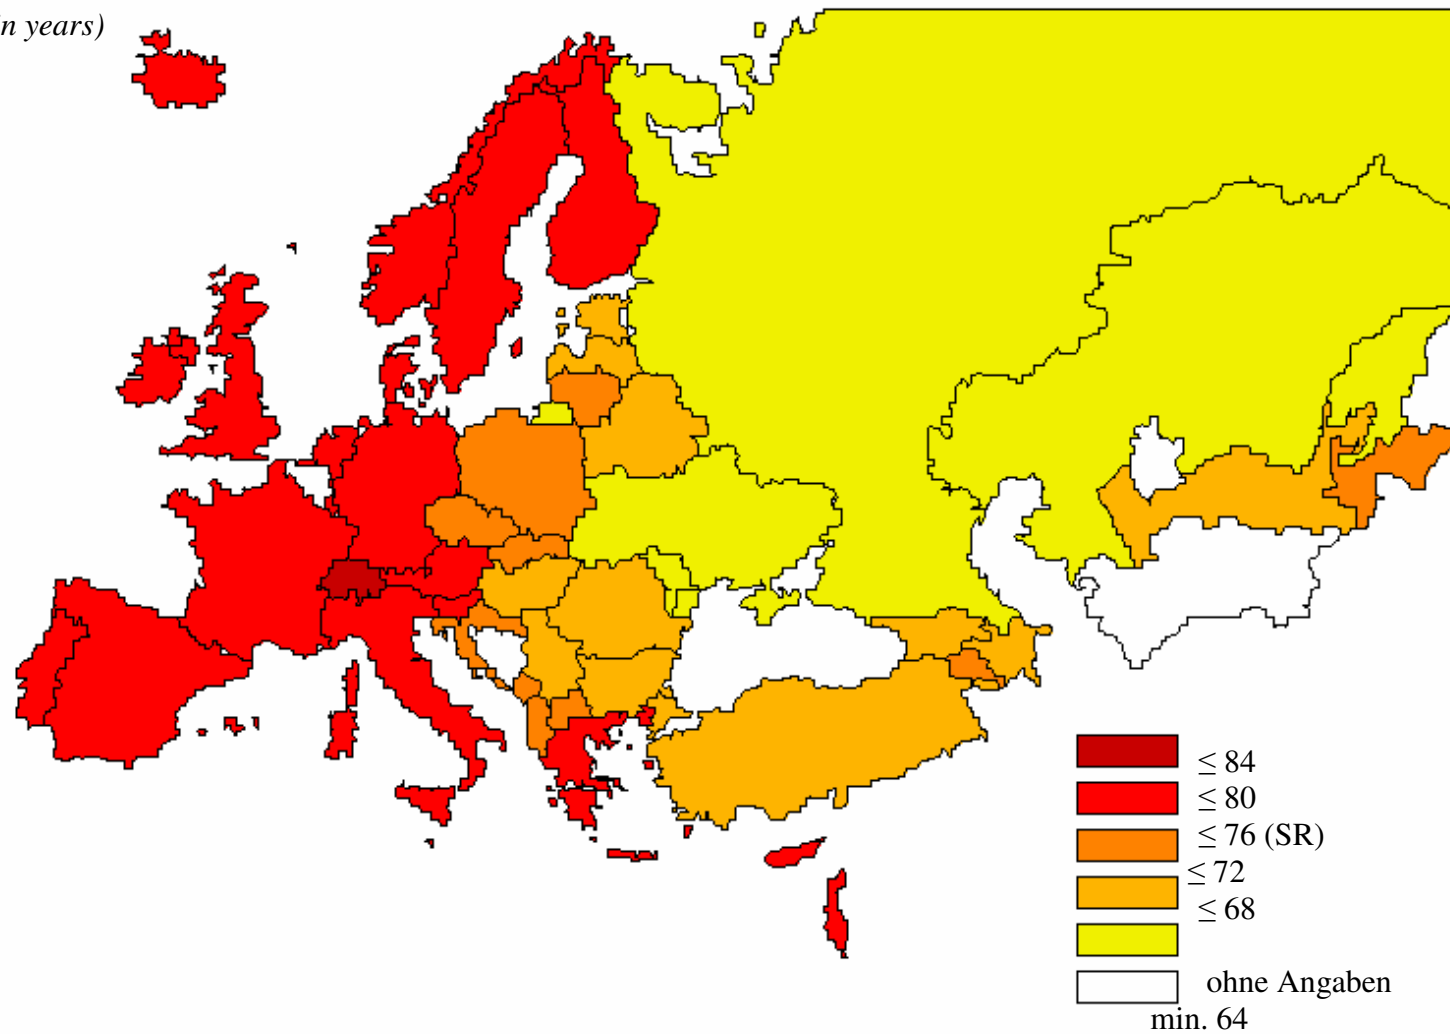 n years)
≤ 84
≤ 80
≤ 76 (SR)
≤ 72
≤ 68
ohne Angaben
min. 64